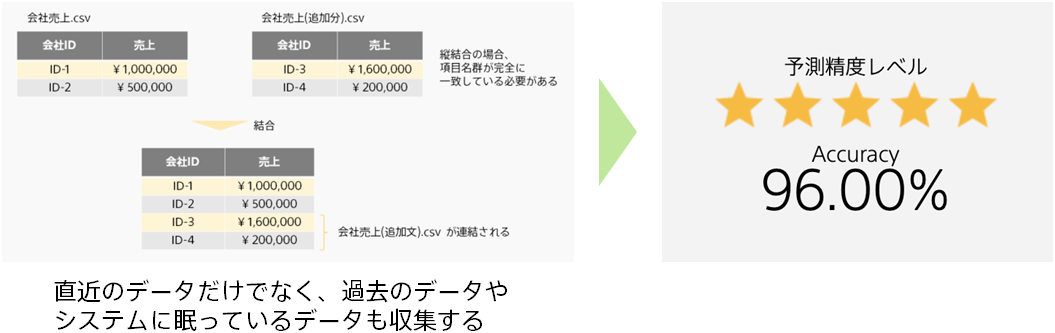 会社売上.csv
会社ID 売上
ID-1 ¥1,000,000
ID-2 ¥500,000
会社売上(追加分).csv
会社ID 売上
ID-3 ¥1,600,000
ID-4 ¥200,000
縦結合の場合、
項目名群が完全に
一致している必要がある
結合
会社ID 売上
ID-1 ¥1,000,000
ID-2 ¥500,000
ID-3 ¥1,600,000
ID-4 ¥200,000
会社売上(追加文).csv が連結される
直近のデータだけでなく、過去のデータや
システムに眠っているデータも収集する
予測精度レベル
Accuracy
96.00%